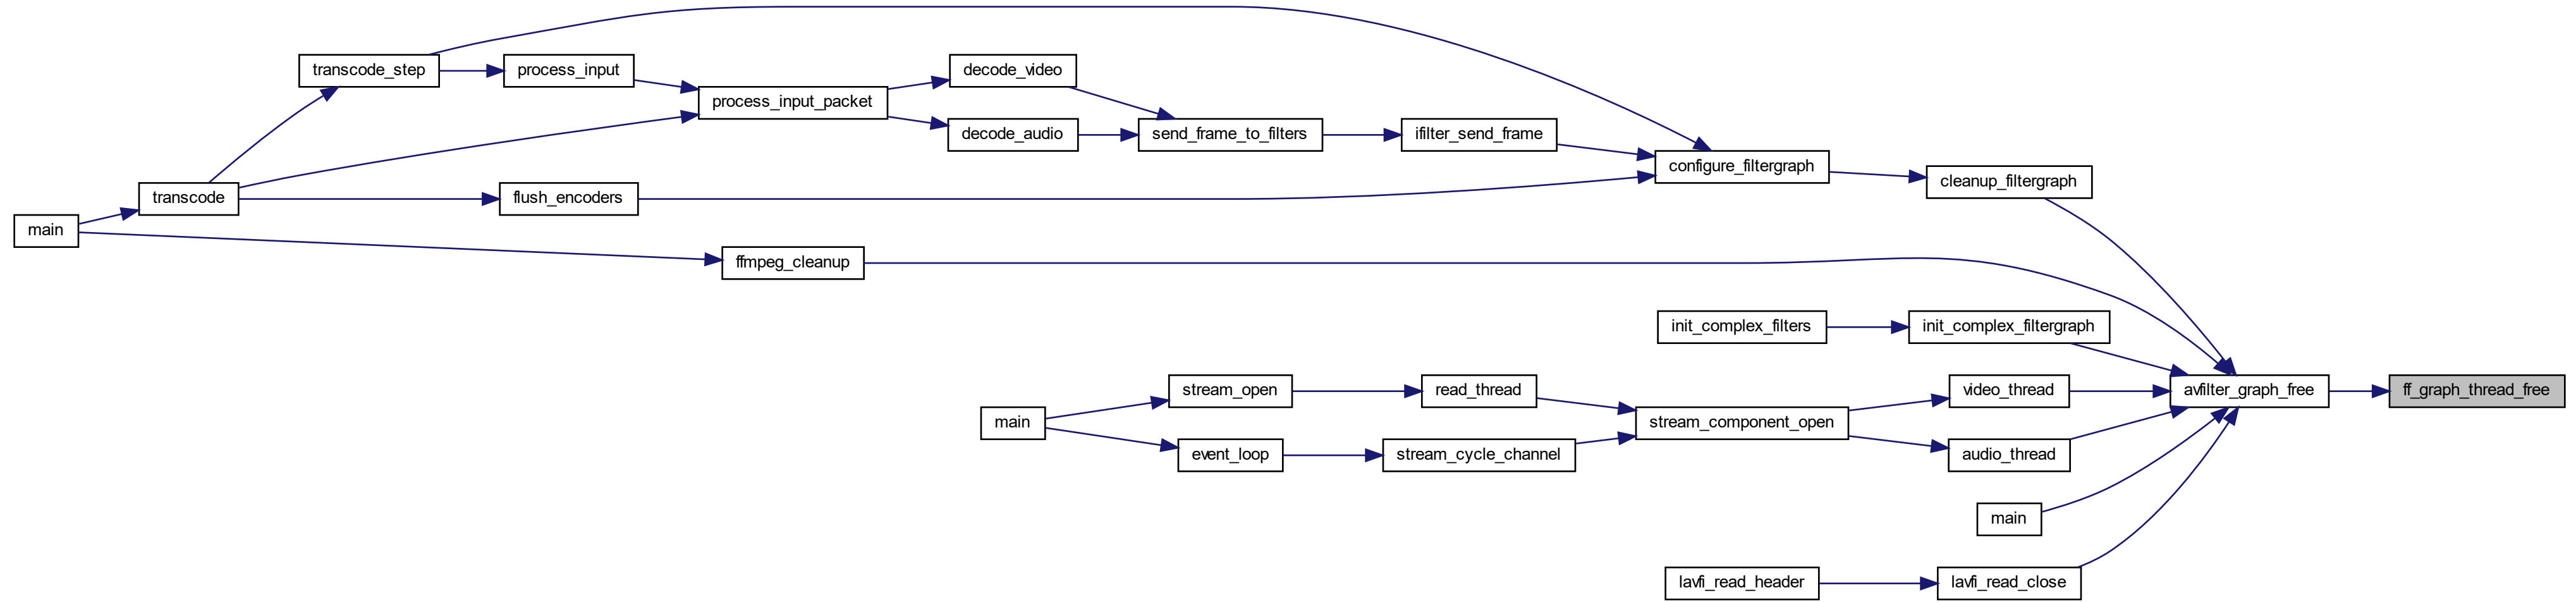 transcode_step
process_input
decode_video
process_input_packet
decode_audio
send_frame_to_filters
ifilter_send_frame
configure_filtergraph
cleanup_filtergraph
transcode
flush_encoders
main
ffmpeg_cleanup
init_complex_filters
init_complex_filtergraph
stream_open
read_thread
video_thread
avfilter_graph_free
ff_graph_thread_free
main
stream_component_open
event_loop
stream_cycle_channel
audio_thread
main
lavfi_read_header
lavfi_read_close